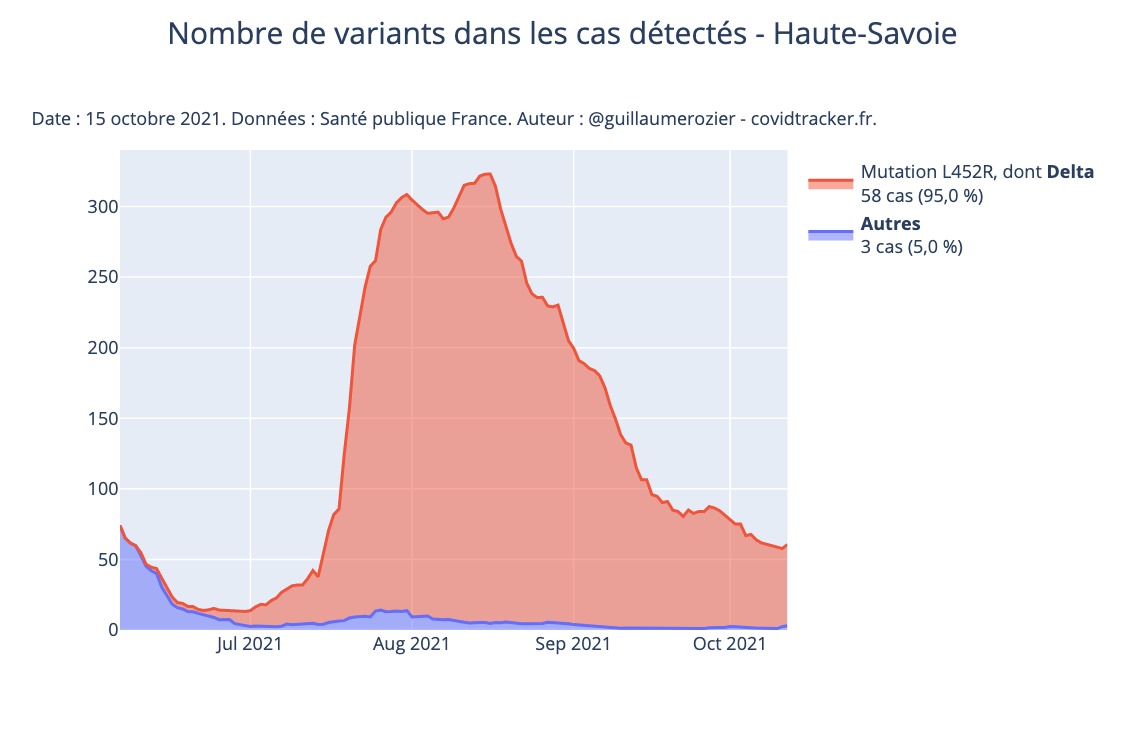 Nombre de variants dans les cas détectés - Haute-Savoie
Date : 15 octobre 2021. Données : Santé publique France. Auteur : @guillaumerozier - covidtracker.fr.
Mutation L452R, dont Delta
58 cas (95,0 %)
Autres
3 cas (5,0 %)
300
250
200
150
100
50
0
Jul 2021
Aug 2021
Sep 2021
Oct 2021